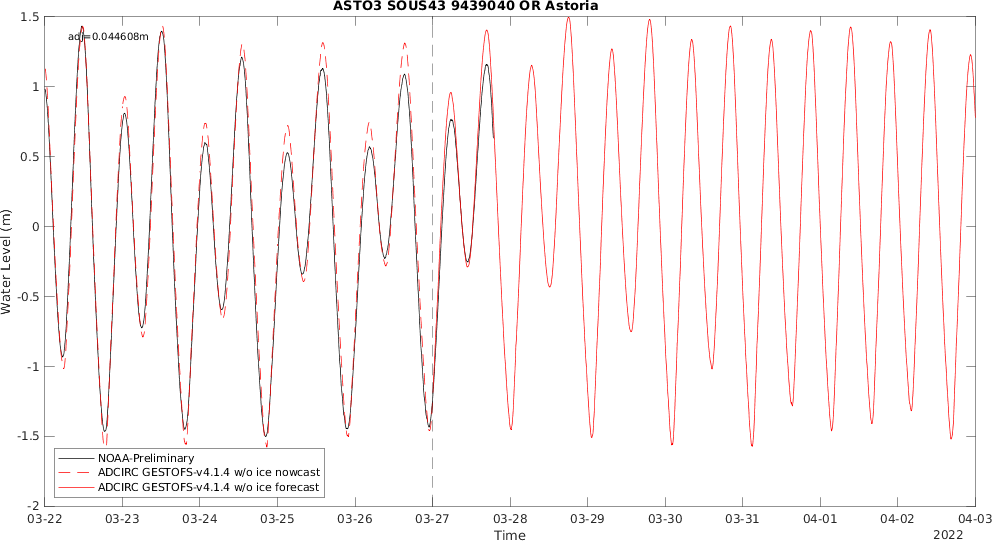 ASTO3 SOUS43 9439040 OR Astoria
adj=0.044608m
1.5
1
0.5
0
-0.5
-1
-1.5
-2
Water Level (m)
NOAA-Preliminary
ADCIRC GESTOFS-v4.1.4 w/o ice nowcast
ADCIRC GESTOFS-v4.1.4 w/o ice forecast
03-22 03-23 03-24 03-25 03-26 03-27 03-28 03-29 03-30 03-31 04-01 04-02 04-03
Time
2022